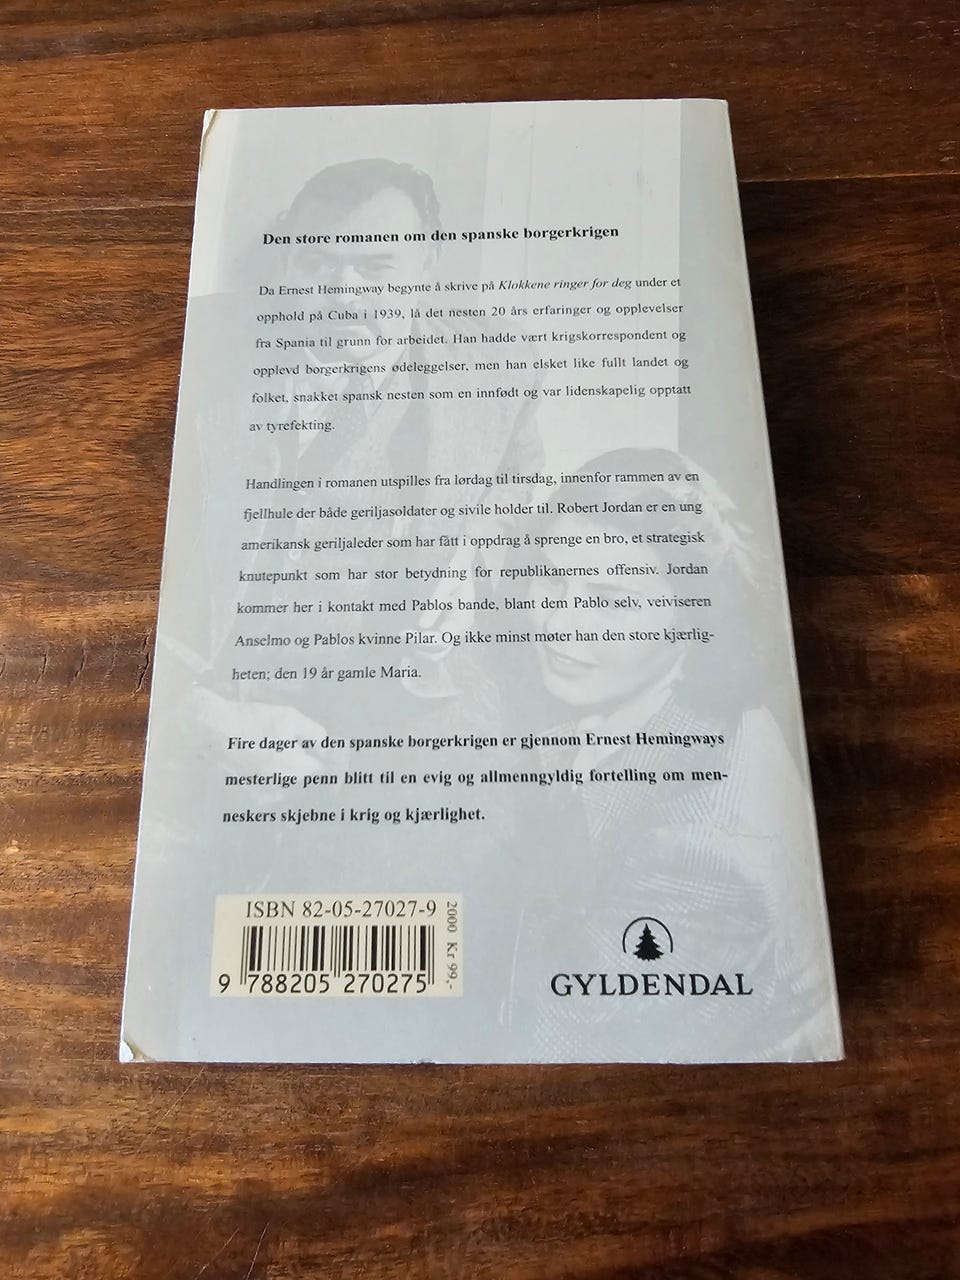 Den store romanen om den spanske borgerkrigen
Da Ernest Hemingway begynte å skrive på Klokkene ringer for deg under et
opphold på Cuba i 1939, lå det nesten 20 års erfaringer og opplevelser
fra Spania til grunn for arbeidet. Han hadde vært krigskorrespondent og
opplevd borgerkrigens ødeleggelser, men han elsket like fullt landet og
folket, snakket spansk nesten som en innfødt og var lidenskapelig opptatt
av tyrefekting.
Handlingen i romanen utspilles fra lørdag til tirsdag, innenfor rammen av en
fjellhule der både geriljasoldater og sivile holder til. Robert Jordan er en ung
amerikansk geriljaleder som har fått i oppdrag å sprenge en bro, et strategisk
knutepunkt som har stor betydning for republikanernes offensiv. Jordan
kommer her i kontakt med Pablos bande, blant dem Pablo selv, veiviseren
Anselmo og Pablos kvinne Pilar. Og ikke minst møter han den store kjærlig-
heten; den 19 år gamle Maria.
Fire dager av den spanske borgerkrigen er gjennom Ernest Hemingways
mesterlige penn blitt til en evig og allmenngyldig fortelling om men-
neskers skjebne i krig og kjærlighet.
ISBN 82-05-27027-9
2000 Kr 99,-
9 788205 270275
GYLDENDAL